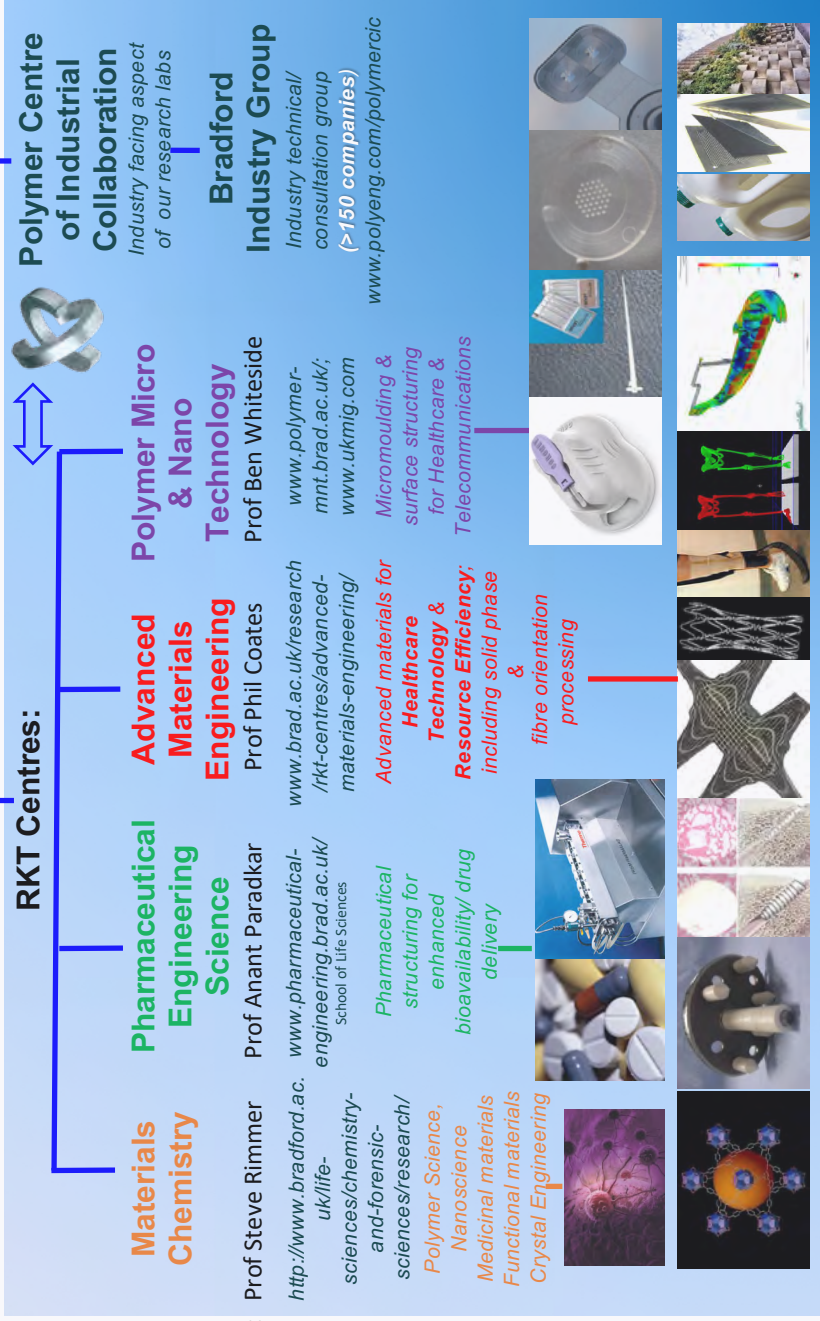 RKT Centres:
Materials
Chemistry
Prof Steve Rimmer
http://www.bradford.ac.
uk/life-
sciences/chemistry-
and-forensic-
sciences/research/
Polymer Science,
Nanoscience
Medicinal materials
Functional materials
Crystal Engineering
Pharmaceutical
Engineering
Science
Prof Anant Paradkar
www.pharmaceutical-
engineering.brad.ac.uk/
School of Life Sciences
Pharmaceutical
structuring for
enhanced
bioavailability/ drug
delivery
Advanced
Materials
Engineering
Prof Phil Coates
www.brad.ac.uk/research
/rkt-centres/advanced-
materials-engineering/
Advanced materials for
Healthcare
Technology &
Resource Efficiency;
including solid phase
&
fibre orientation
processing
Polymer Micro
& Nano
Technology
Prof Ben Whiteside
www.polymer-
mnt.brad.ac.uk/;
www.ukmig.com
Micromoulding &
surface structuring
for Healthcare &
Telecommunications
Polymer Centre
of Industrial
Collaboration
Industry facing aspect
of our research labs
Bradford
Industry Group
Industry technical/
consultation group
(>150 companies)
www.polyeng.com/polymercic